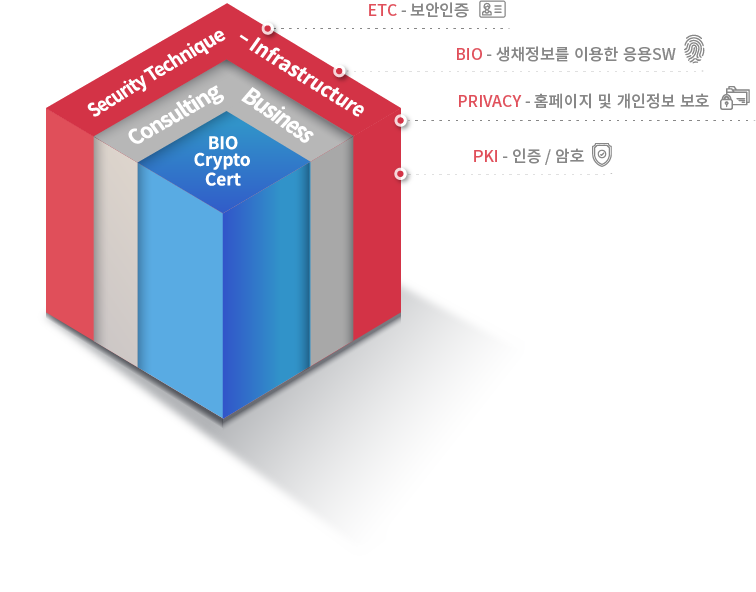 ETC - 보안인증
BIO - 생채정보를 이용한 응용SW
PRIVACY - 홈페이지 및 개인정보 보호
PKI - 인증 / 암호
Security Technique
- Infrastructure
Consulting
Business
BIO
Crypto
Cert